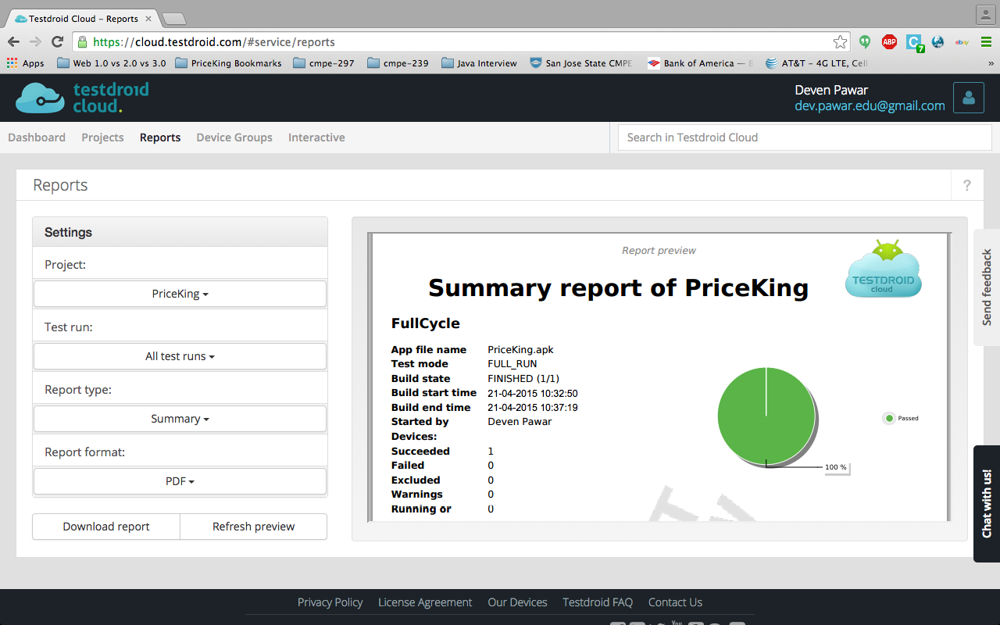 Testdroid Cloud – Reports
https://cloud.testdroid.com/#service/reports
ABP
C
7
ebay
Apps
Web 1.0 vs 2.0 vs 3.0
PriceKing Bookmarks
cmpe-297
cmpe-239
Java Interview
San Jose State CMPE
Bank of America —
AT&T – 4G LTE, Cell
»
testdroid
cloud.
Deven Pawar
dev.pawar.edu@gmail.com
Dashboard
Projects
Reports
Device Groups
Interactive
Search in Testdroid Cloud
Reports
?
Settings
Project:
PriceKing
Test run:
All test runs
Report type:
Summary
Report format:
PDF
Download report
Refresh preview
Report preview
TESTDROID
cloud
Summary report of PriceKing
FullCycle
App file name PriceKing.apk
Test mode FULL_RUN
Build state FINISHED (1/1)
Build start time 21-04-2015 10:32:50
Build end time 21-04-2015 10:37:19
Started by Deven Pawar
Devices:
Succeeded 1
Failed 0
Excluded 0
Warnings 0
Running or 0
Passed
100 %
Send feedback
Chat with us!
Privacy Policy
License Agreement
Our Devices
Testdroid FAQ
Contact Us